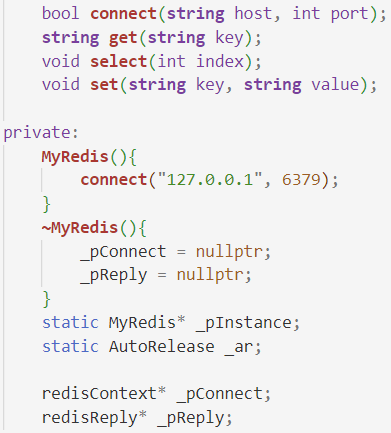 bool connect(string host, int port);
string get(string key);
void select(int index);
void set(string key, string value);
private:
MyRedis(){
connect("127.0.0.1", 6379);
}
~MyRedis(){
_pConnect = nullptr;
_pReply = nullptr;
}
static MyRedis* _pInstance;
static AutoRelease _ar;
redisContext* _pConnect;
redisReply* _pReply;